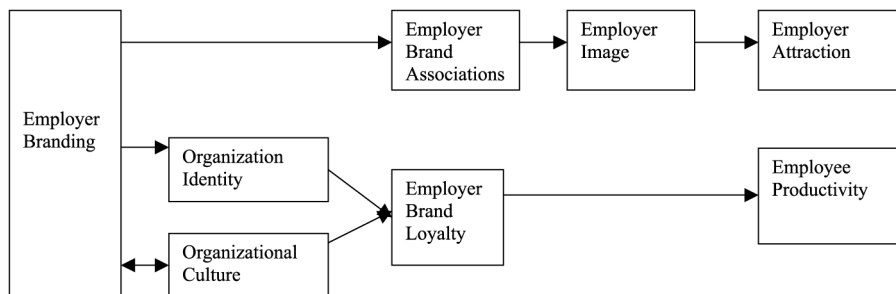 Employer
Branding
Employer
Brand
Associations
Employer
Image
Employer
Attraction
Organization
Identity
Employer
Brand
Loyalty
Employee
Productivity
Organizational
Culture